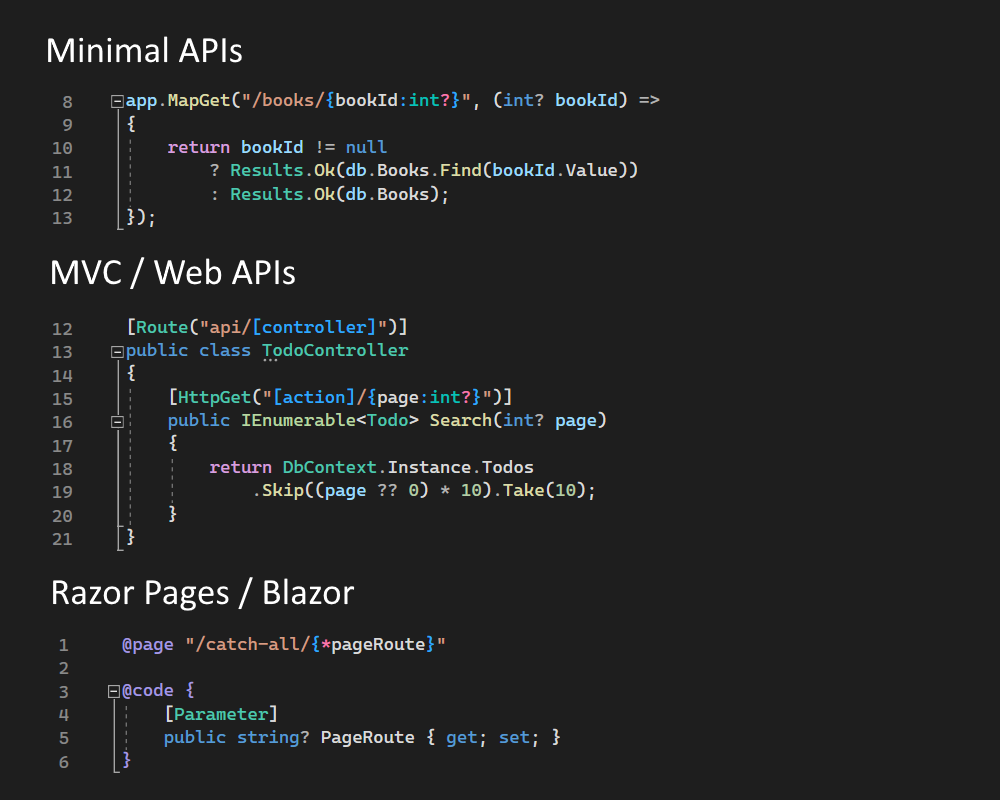 Minimal APIs
8 app.MapGet("/books/{bookId:int?}", (int? bookId) =>
9 {
10 return bookId != null
11 ? Results.Ok(db.Books.Find(bookId.Value))
12 : Results.Ok(db.Books);
13 });
MVC / Web APIs
12 [Route("api/[controller]")]
13 public class TodoController
14 {
15 [HttpGet("[action]/{page:int?}")]
16 public IEnumerable<Todo> Search(int? page)
17 {
18 return DbContext.Instance.Todos
19 .Skip((page ?? 0) * 10).Take(10);
20 }
21 }
Razor Pages / Blazor
1 @page "/catch-all/{*pageRoute}"
2
3 @code {
4 [Parameter]
5 public string? PageRoute { get; set; }
6 }